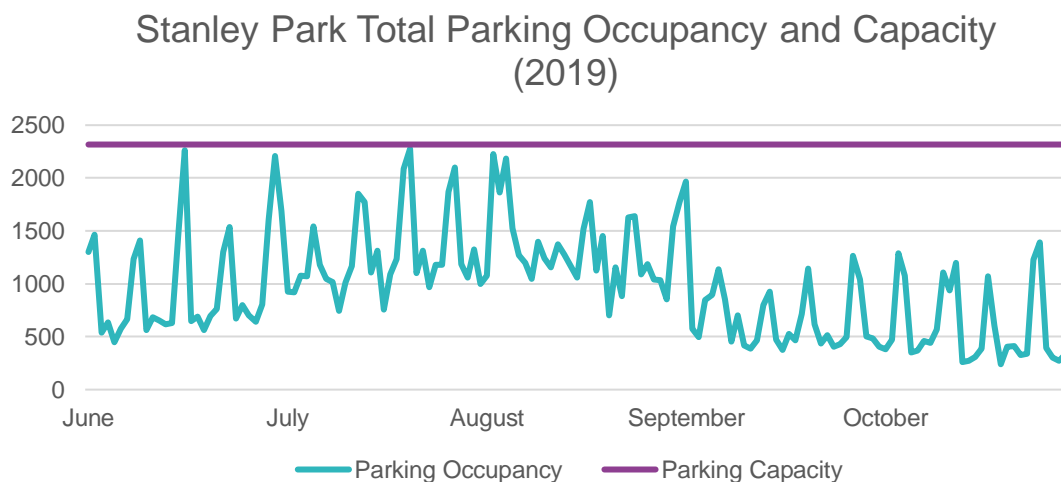 Stanley Park Total Parking Occupancy and Capacity
(2019)
2500
2000
1500
1000
500
0
June July August September October
Parking Occupancy Parking Capacity